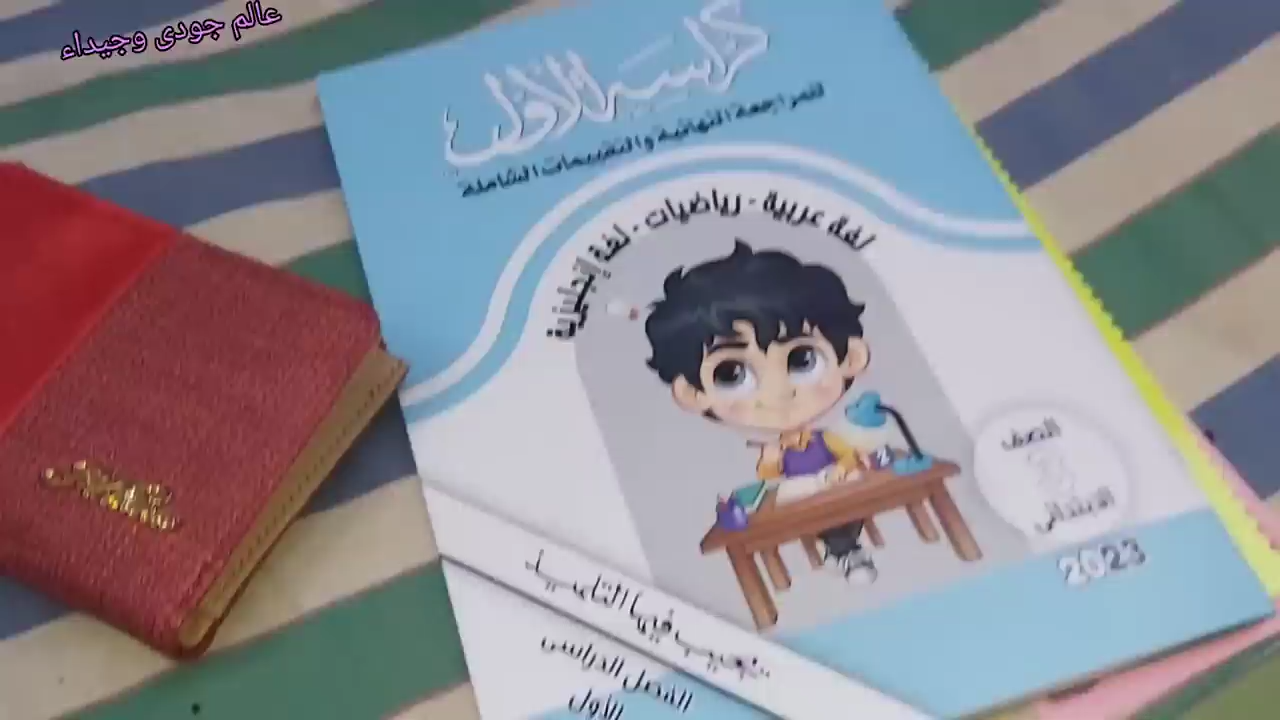 عالم جودى وجيداء
كراسة الأول
للمراجعة النهائية والتقييمات الشاملة
لغة عربية - رياضيات - لغة إنجليزية
الصف
الابتدائي
2023
يجيب فيها التلميذ
الفصل الدراسي
الأول